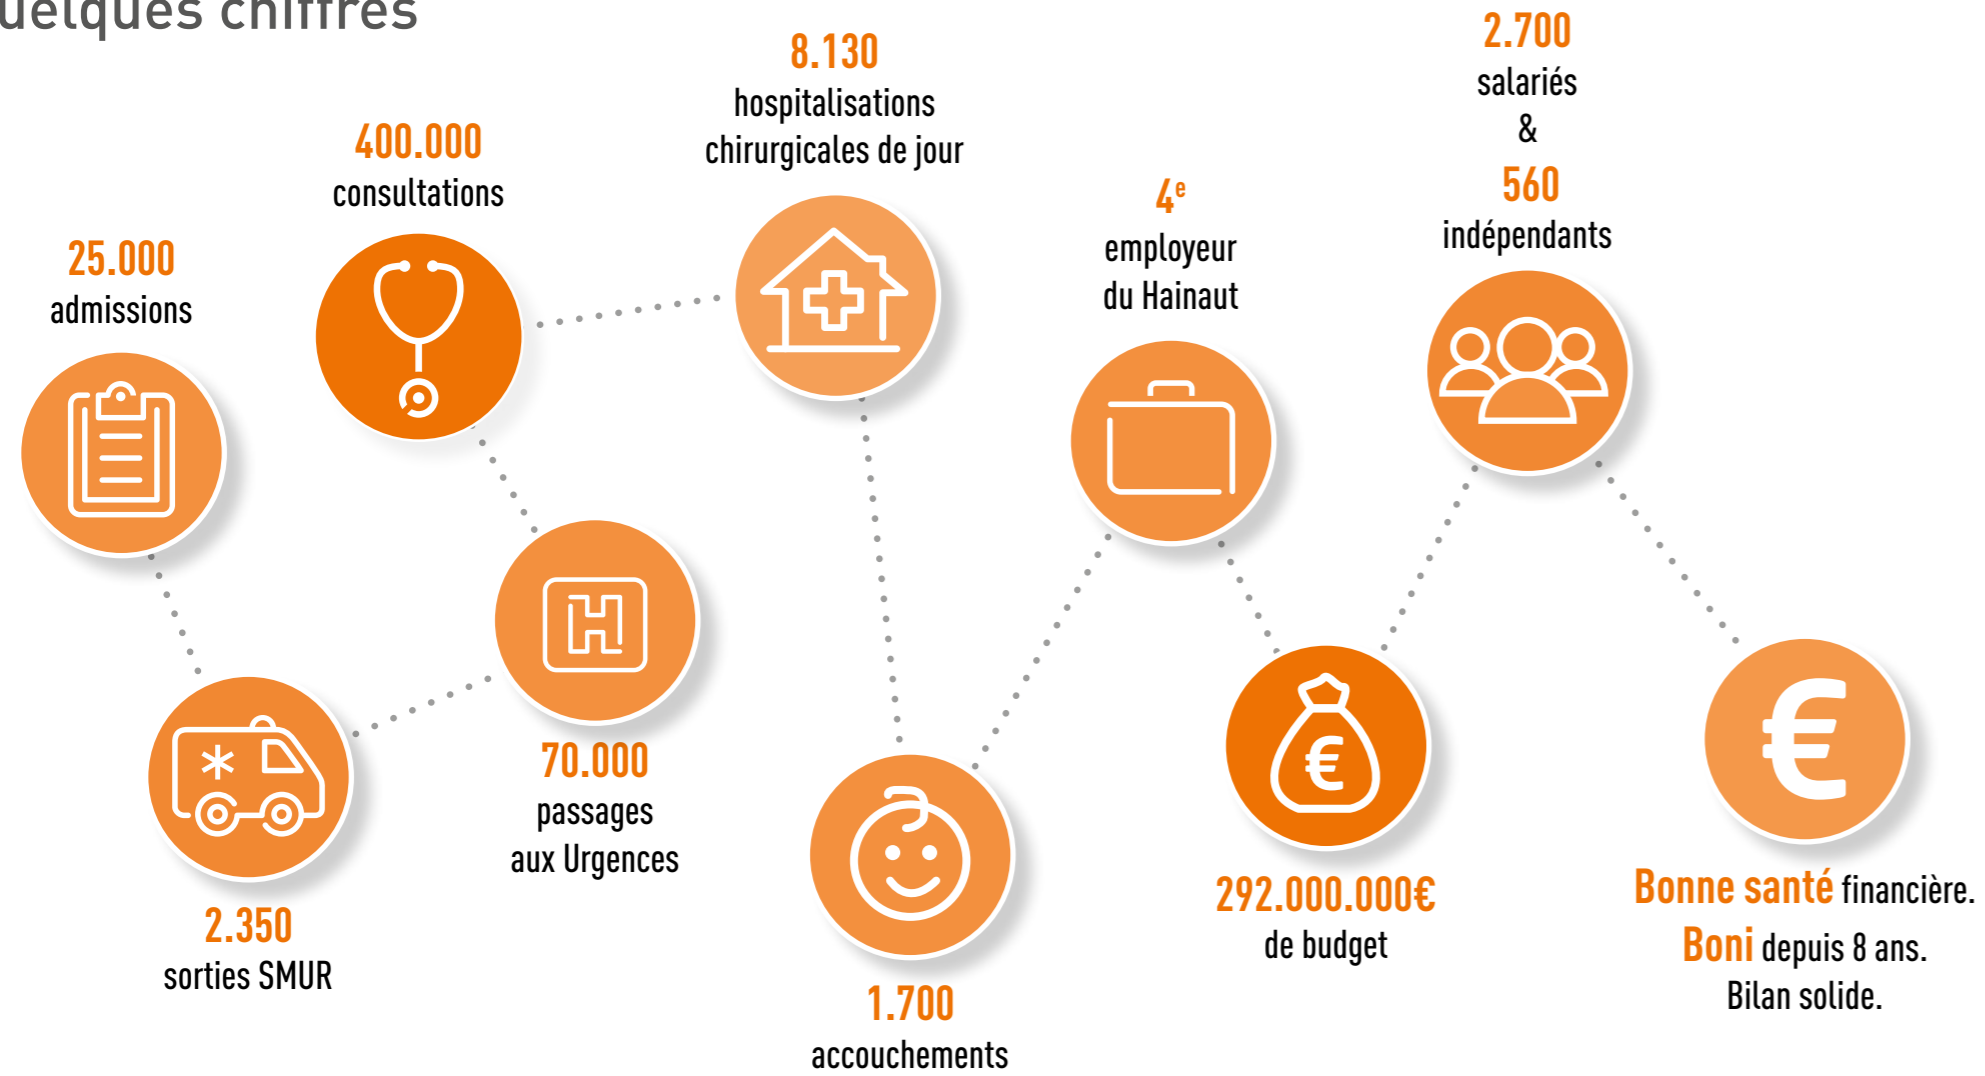 uelques chiffres
25.000
admissions
2.350
sorties SMUR
70.000
passages
aux Urgences
400.000
consultations
8.130
hospitalisations
chirurgicales de jour
1.700
accouchements
4e
employeur
du Hainaut
292.000.000€
de budget
2.700
salariés
&
560
indépendants
Bonne santé financière.
Boni depuis 8 ans.
Bilan solide.
H
€
€